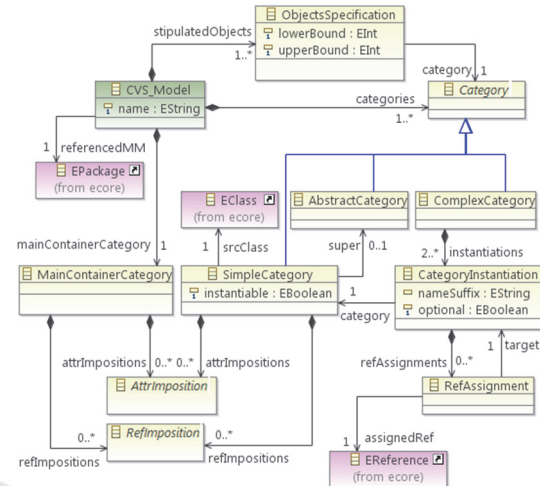 ObjectsSpecification
lowerBound : EInt
upperBound : EInt
stipulatedObjects
1..*
category
1
CVS_Model
name : EString
categories
1..*
Category
1
referencedMM
EPackage
(from ecore)
EClass
(from ecore)
AbstractCategory
ComplexCategory
mainContainerCategory
1
1
srcClass
super
0..1
2..*
instantiations
MainContainerCategory
SimpleCategory
instantiable : EBoolean
CategoryInstantiation
nameSuffix : EString
optional : EBoolean
1
category
attrImpositions
0..*
0..*
attrImpositions
refAssignments
0..*
1
target
AttrImposition
RefAssignment
RefImposition
0..*
0..*
refImpositions
refImpositions
1
assignedRef
EReference
(from ecore)